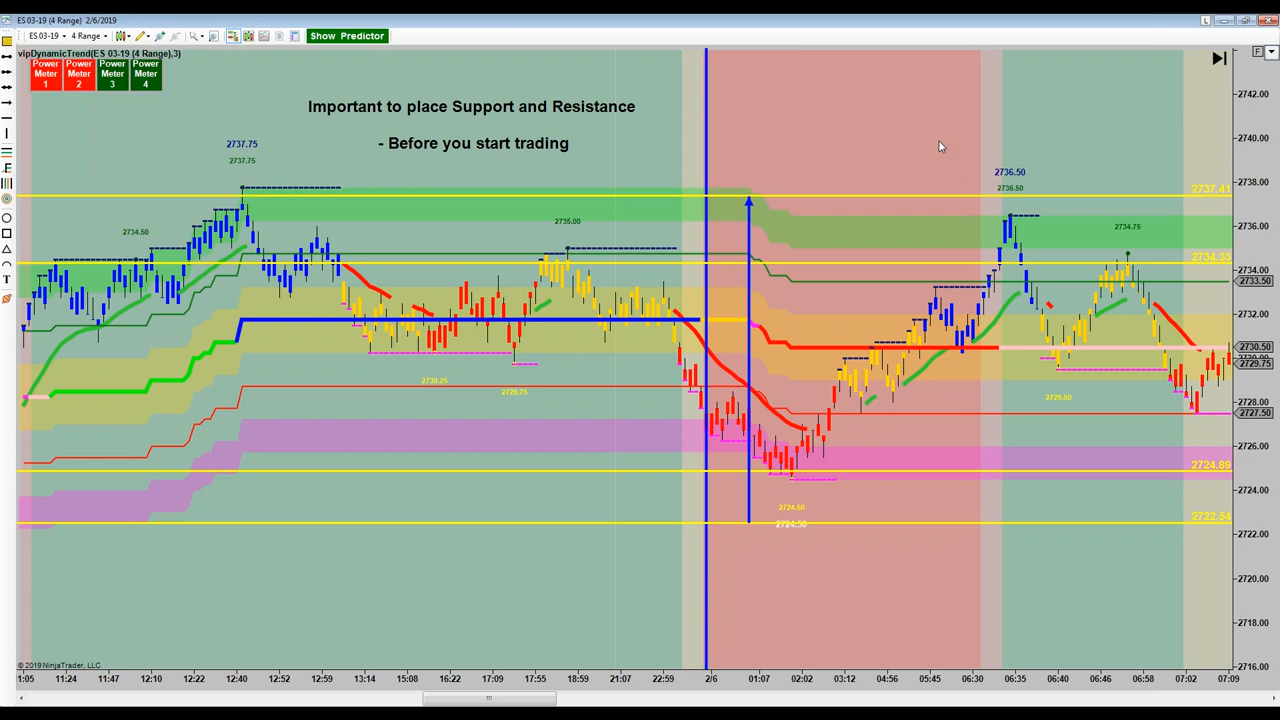 ES 03-19 (4 Range) 2/6/2019
L
ES 03-19 4 Range Show Predictor
vipDynamicTrend(ES 03-19 (4 Range),3)
F
Power Meter 1
Power Meter 2
Power Meter 3
Power Meter 4
Important to place Support and Resistance
- Before you start trading
2737.75
2737.75
2734.50
2735.00
2736.50
2736.50
2734.75
2730.25
2729.75
2729.50
2724.50
2724.50
2737.41
2734.33
2724.89
2722.54
2742.00
2740.00
2738.00
2736.00
2734.00
2733.50
2732.00
2730.50
2729.75
2728.00
2727.50
2726.00
2724.00
2722.00
2720.00
2718.00
2716.00
© 2019 NinjaTrader, LLC
1:05 11:24 11:47 12:10 12:22 12:40 12:52 13:14 15:08 16:22 17:09 17:55 18:59 21:07 22:59 2/6 01:07 02:02 03:12 04:56 05:45 06:30 06:35 06:40 06:46 06:58 07:02 07:09